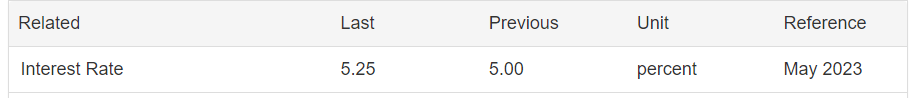 Related Last Previous Unit Reference
Interest Rate 5.25 5.00 percent May 2023